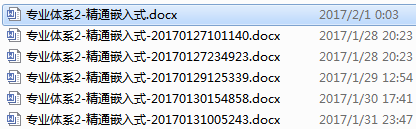 专业体系2-精通嵌入式.docx 2017/2/1 0:03
专业体系2-精通嵌入式-20170127101140.docx 2017/1/28 20:23
专业体系2-精通嵌入式-20170127234923.docx 2017/1/28 20:23
专业体系2-精通嵌入式-20170129125339.docx 2017/1/29 12:54
专业体系2-精通嵌入式-20170130154858.docx 2017/1/30 17:41
专业体系2-精通嵌入式-20170131005243.docx 2017/1/31 23:47